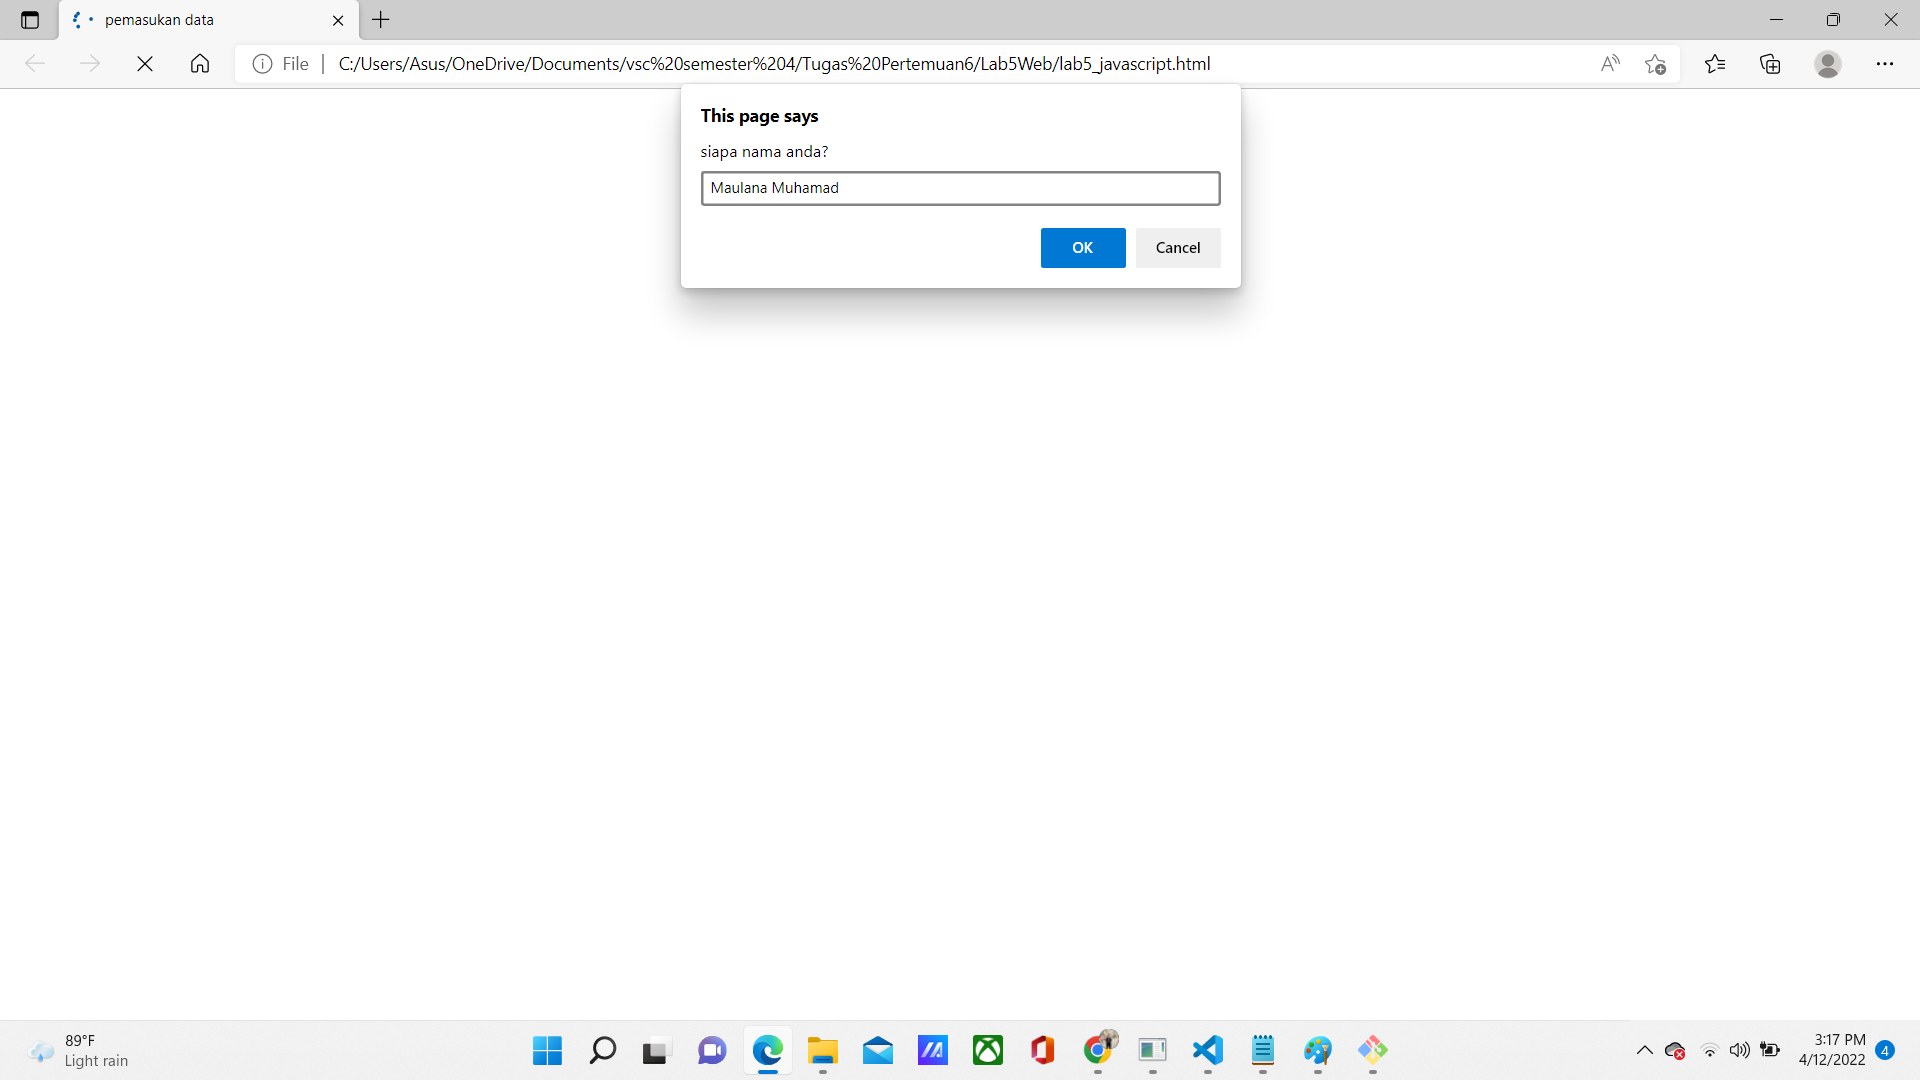 pemasukan data
File
C:/Users/Asus/OneDrive/Documents/vsc%20semester%204/Tugas%20Pertemuan6/Lab5Web/lab5_javascript.html
This page says
siapa nama anda?
Maulana Muhamad
OK Cancel
89°F
Light rain
3:17 PM
4/12/2022
4